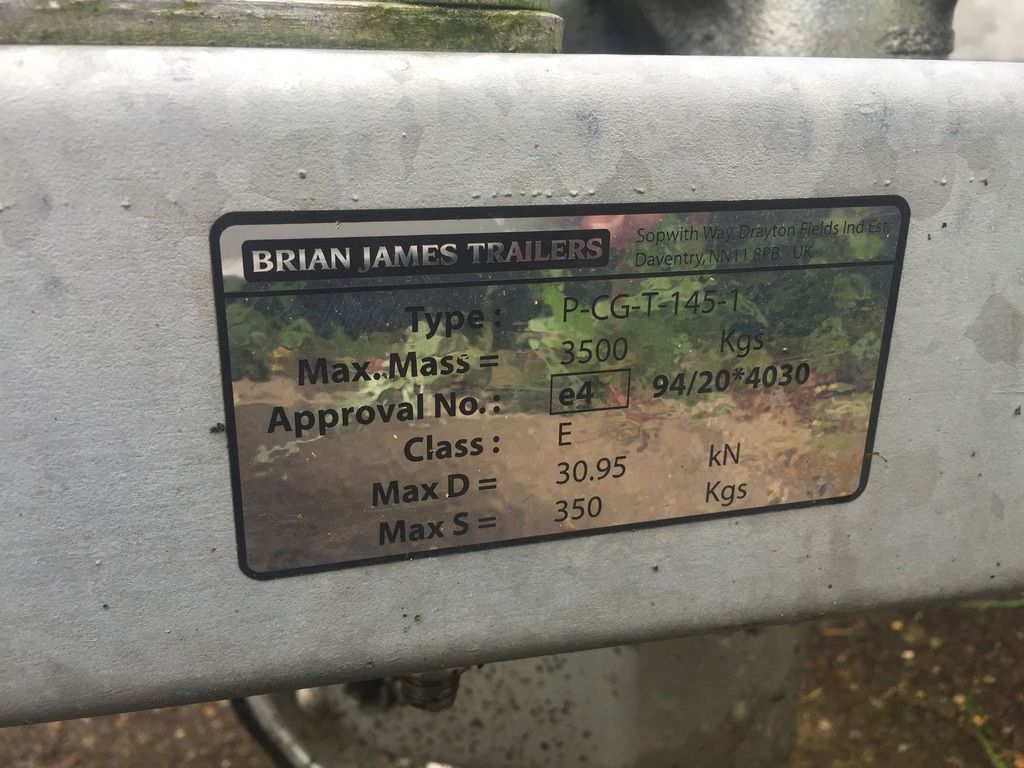 BRIAN JAMES TRAILERS
Sopwith Way, Drayton Fields Ind Est,
Daventry, NN11 8PB. UK
Type : P-CG-T-145-1
Max. Mass = 3500 Kgs
Approval No. : e4 94/20*4030
Class : E
Max D = 30.95 kN
Max S = 350 Kgs